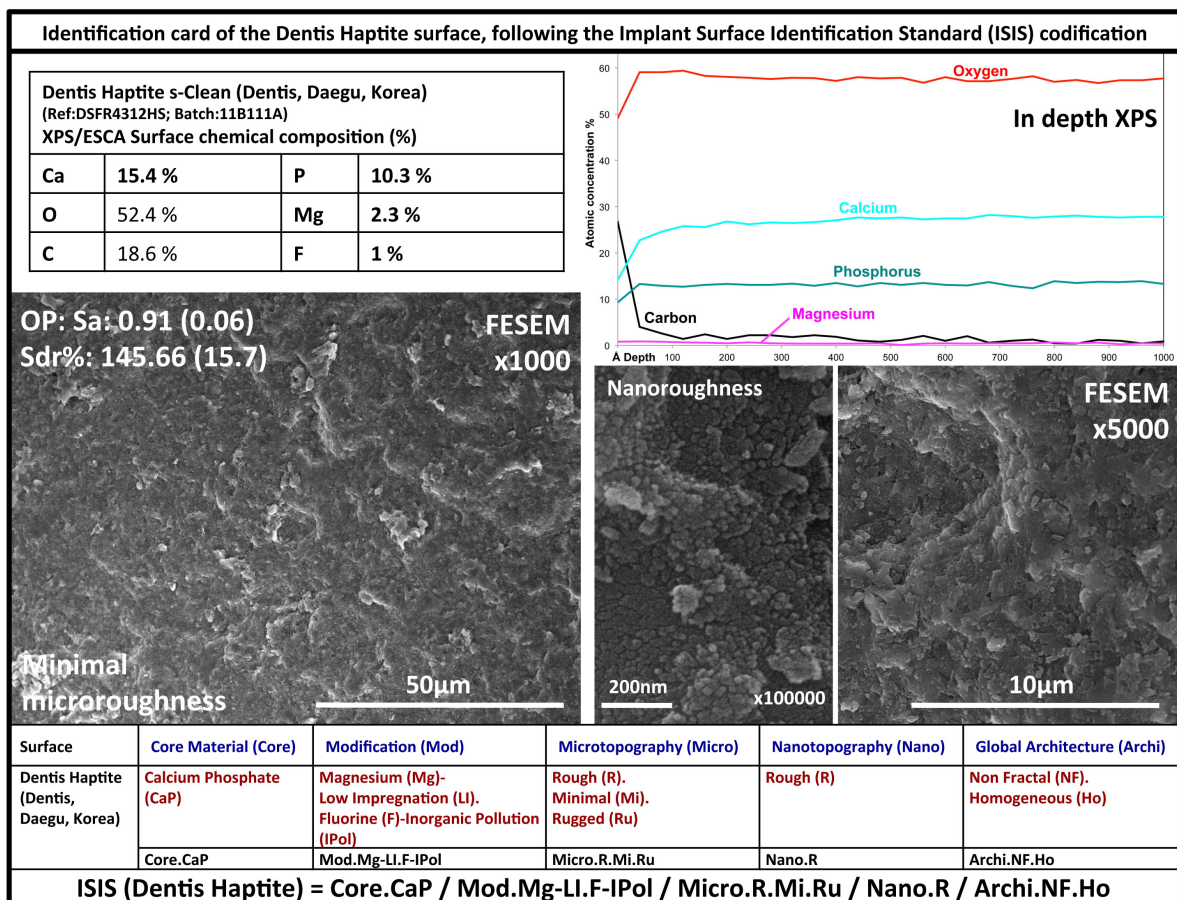 Identification card of the Dentis Haptite surface, following the Implant Surface Identification Standard (ISIS) codification
Dentis Haptite s-Clean (Dentis, Daegu, Korea)
(Ref:DSFR4312HS; Batch:11B111A)
XPS/ESCA Surface chemical composition (%)
Ca 15.4 % P 10.3 %
O 52.4 % Mg 2.3 %
C 18.6 % F 1 %
In depth XPS
Atomic concentration %
60
50
40
30
20
10
0
Oxygen
Calcium
Phosphorus
Carbon
Magnesium
Å Depth 100 200 300 400 500 600 700 800 900 1000
OP: Sa: 0.91 (0.06)
Sdr%: 145.66 (15.7)
FESEM
x1000
Minimal
microroughness
50µm
Nanoroughness
200nm
x100000
FESEM
x5000
10µm
Surface Core Material (Core) Modification (Mod) Microtopography (Micro) Nanotopography (Nano) Global Architecture (Archi)
Dentis Haptite
(Dentis,
Daegu, Korea)
Calcium Phosphate
(CaP)
Magnesium (Mg)-
Low Impregnation (LI).
Fluorine (F)-Inorganic Pollution
(IPol)
Rough (R).
Minimal (Mi).
Rugged (Ru)
Rough (R)
Non Fractal (NF).
Homogeneous (Ho)
Core.CaP Mod.Mg-LI.F-IPol Micro.R.Mi.Ru Nano.R Archi.NF.Ho
ISIS (Dentis Haptite) = Core.CaP / Mod.Mg-LI.F-IPol / Micro.R.Mi.Ru / Nano.R / Archi.NF.Ho